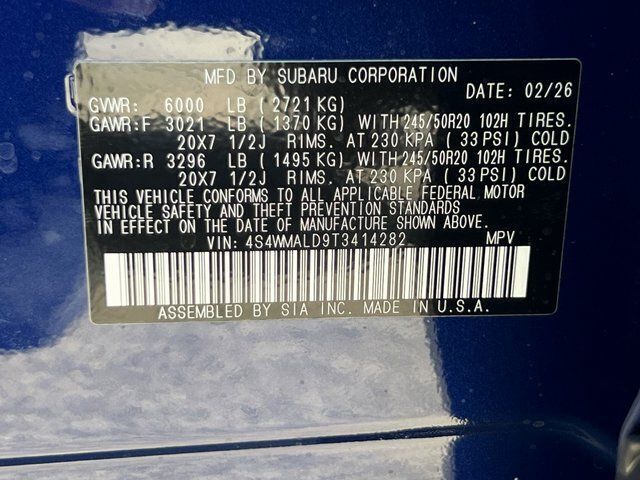 MFD BY SUBARU CORPORATION
DATE: 02/26
GVWR: 6000 LB ( 2721 KG)
GAWR:F 3021 LB ( 1370 KG) WITH 245/50R20 102H TIRES.
20X7 1/2J RIMS. AT 230 KPA ( 33 PSI) COLD
GAWR:R 3296 LB ( 1495 KG) WITH 245/50R20 102H TIRES.
20X7 1/2J RIMS. AT 230 KPA ( 33 PSI) COLD
THIS VEHICLE CONFORMS TO ALL APPLICABLE FEDERAL MOTOR
VEHICLE SAFETY AND THEFT PREVENTION STANDARDS
IN EFFECT ON THE DATE OF MANUFACTURE SHOWN ABOVE.
VIN: 4S4WMALD9T3414282 MPV
ASSEMBLED BY SIA INC. MADE IN U.S.A.